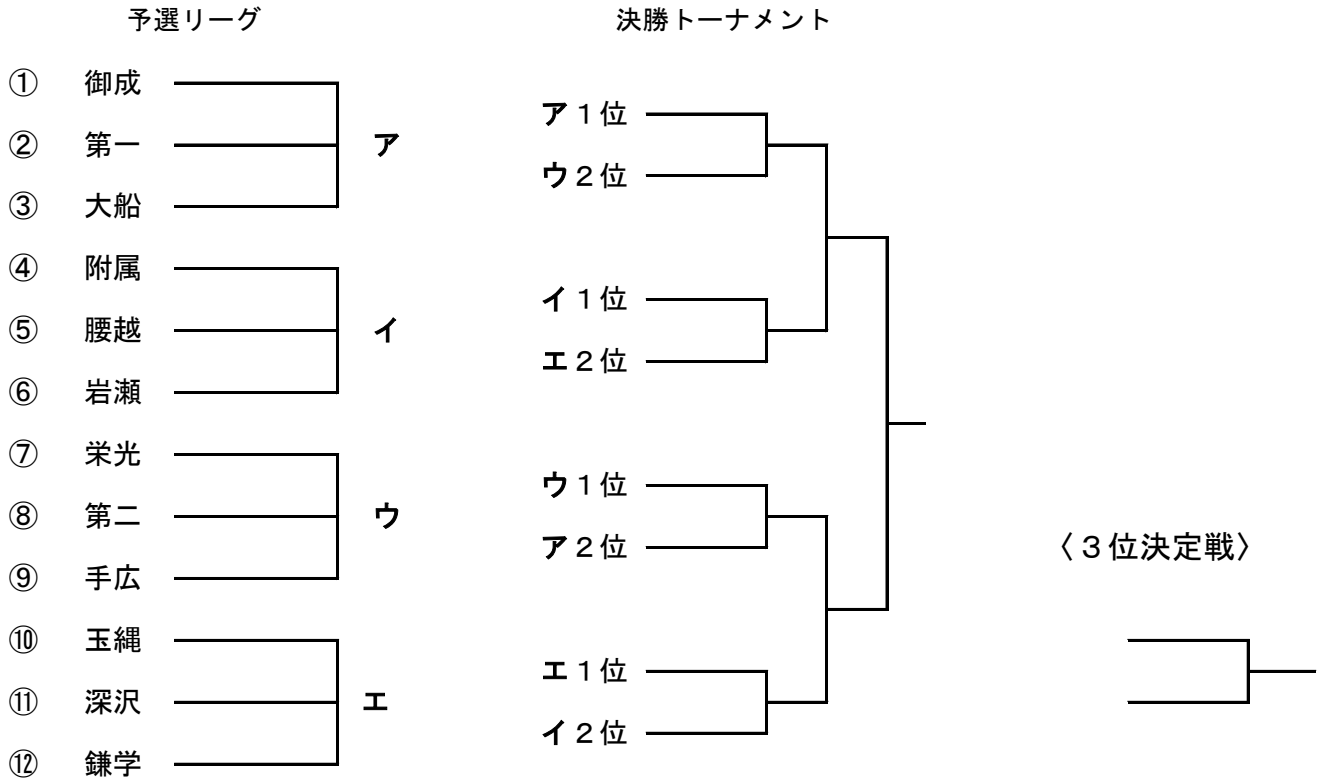 予選リーグ
決勝トーナメント
① 御成
② 第一
③ 大船
ア
④ 附属
⑤ 腰越
⑥ 岩瀬
イ
⑦ 栄光
⑧ 第二
⑨ 手広
ウ
⑩ 玉縄
⑪ 深沢
⑫ 鎌学
エ
ア１位
ウ２位
イ１位
エ２位
ウ１位
ア２位
エ１位
イ２位
〈３位決定戦〉